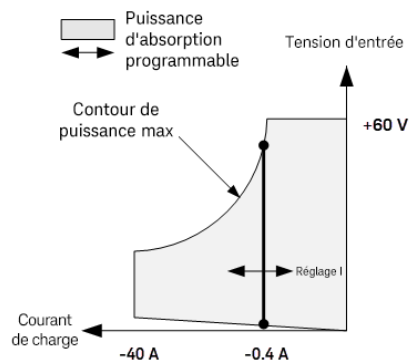 Puissance
d'absorption
programmable
Tension d'entrée
Contour de
puissance max
+60 V
Réglage I
Courant
de charge
-40 A
-0.4 A